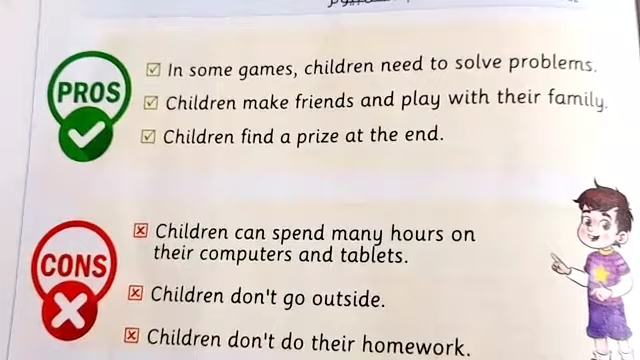 PROS
In some games, children need to solve problems.
Children make friends and play with their family.
Children find a prize at the end.
CONS
Children can spend many hours on
their computers and tablets.
Children don't go outside.
Children don't do their homework.